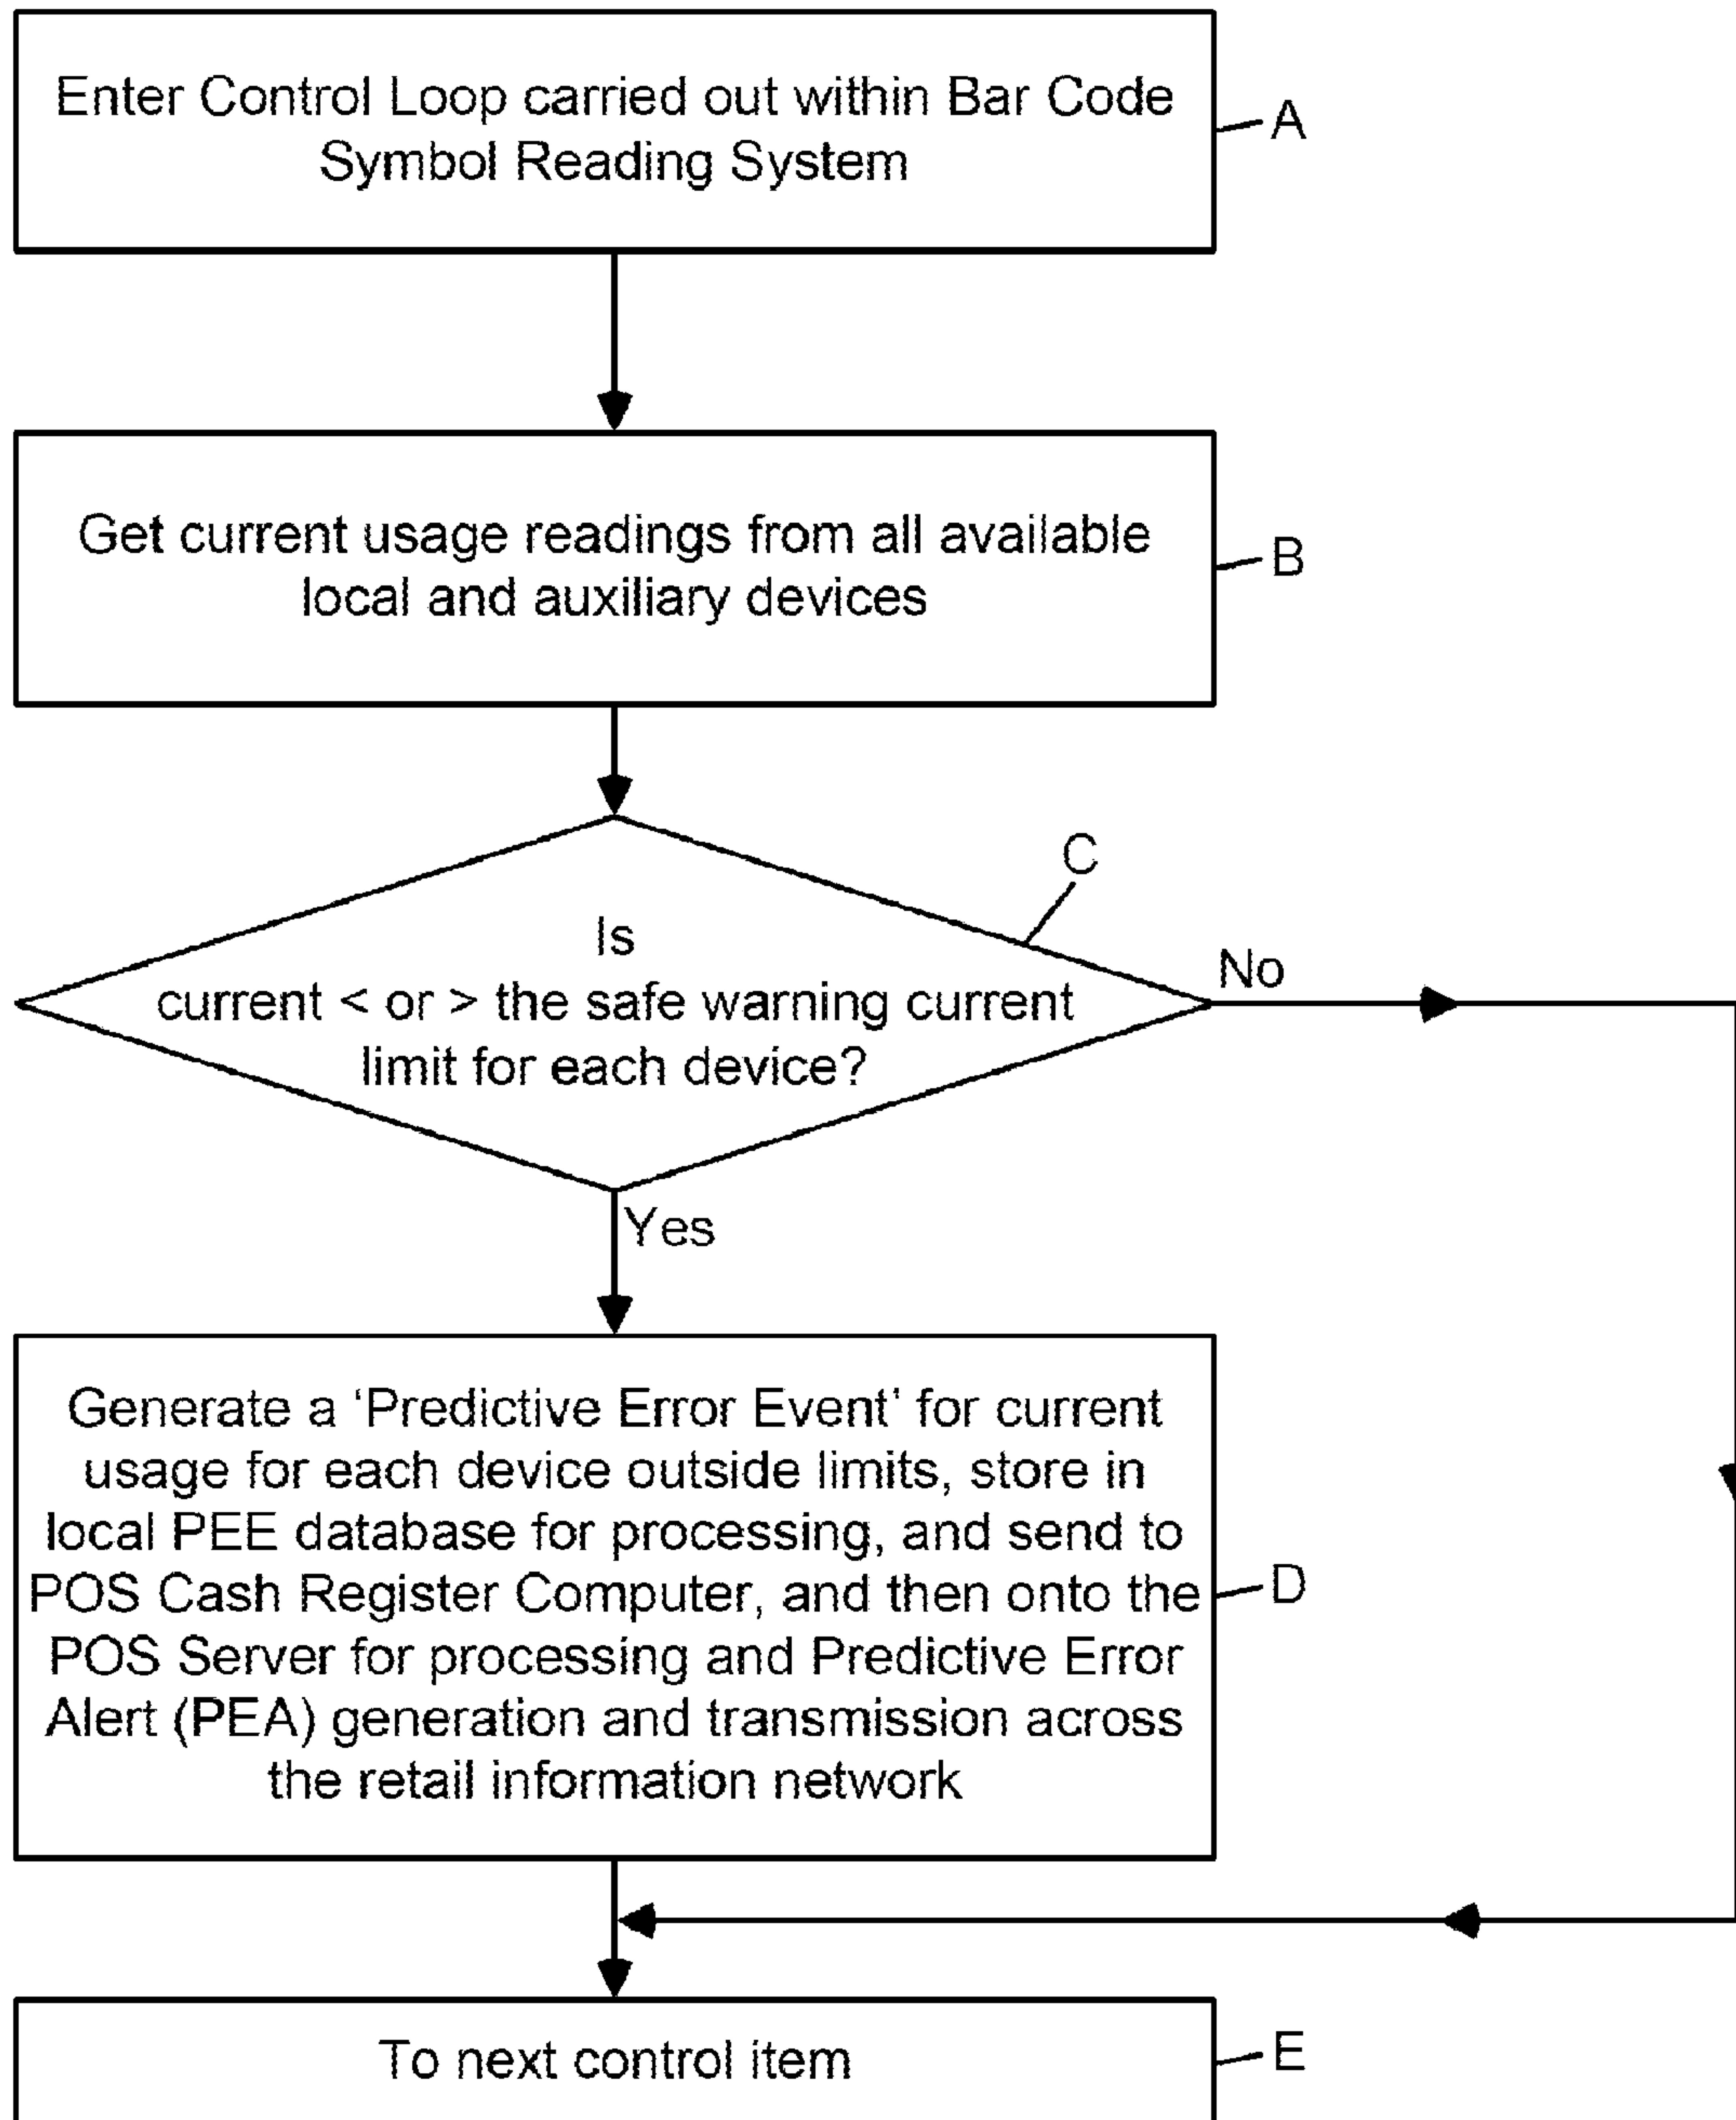 Enter Control Loop carried out within Bar Code
Symbol Reading System
A
Get current usage readings from all available
local and auxiliary devices
B
C
Is
current < or > the safe warning current
limit for each device?
No
Yes
Generate a ‘Predictive Error Event’ for current
usage for each device outside limits, store in
local PEE database for processing, and send to
POS Cash Register Computer, and then onto the
POS Server for processing and Predictive Error
Alert (PEA) generation and transmission across
the retail information network
D
To next control item
E